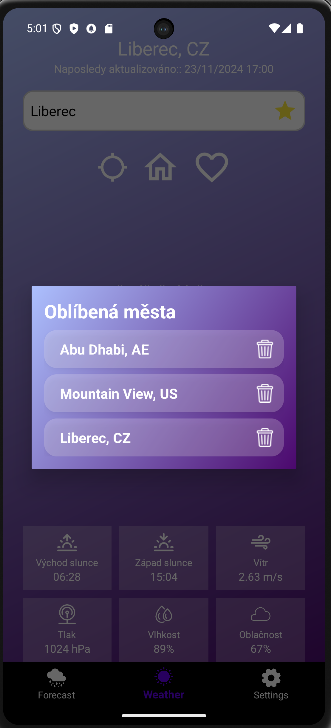 5:01
Liberec, CZ
Naposledy aktualizováno:: 23/11/2024 17:00
Liberec
Oblíbená města
Abu Dhabi, AE
Mountain View, US
Liberec, CZ
Východ slunce
Západ slunce
Vítr
06:28
15:04
2.63 m/s
Tlak
Vlhkost
Oblačnost
1024 hPa
89%
67%
Forecast
Weather
Settings